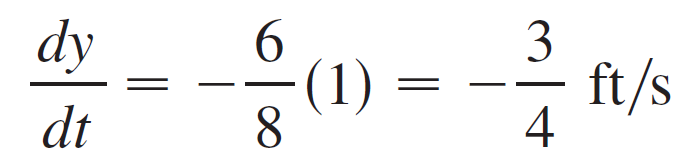 dy/dt = −6/8(1) = −3/4 ft/s